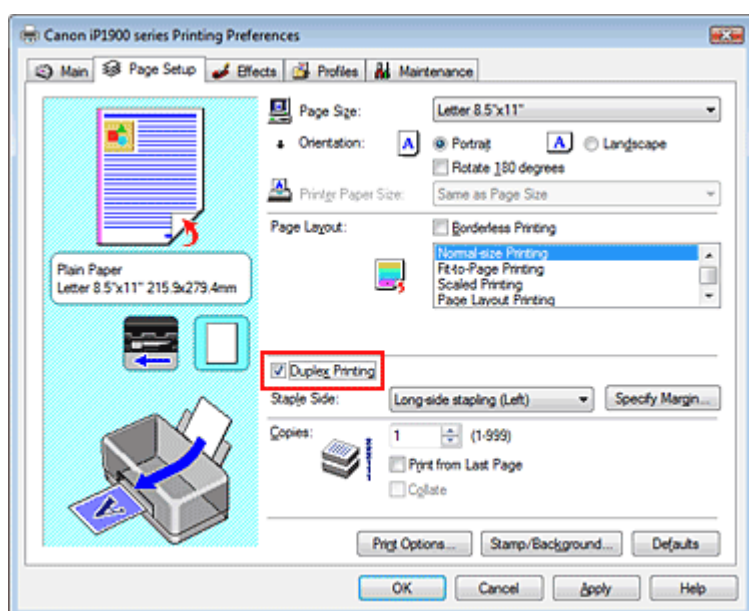 Canon iP1900 series Printing Preferences
Main Page Setup Effects Profiles Maintenance
Page Size: Letter 8.5"x11"
Orientation: A Portrait A Landscape
Rotate 180 degrees
Printer Paper Size: Same as Page Size
Page Layout: Borderless Printing
Normal-size Printing
Fit-to-Page Printing
Scaled Printing
Page Layout Printing
Plain Paper
Letter 8.5"x11" 215.9x279.4mm
Duplex Printing
Staple Side: Long-side stapling (Left) Specify Margin...
Copies: 1 (1-999)
Print from Last Page
Collate
Print Options... Stamp/Background... Defaults
OK Cancel Apply Help